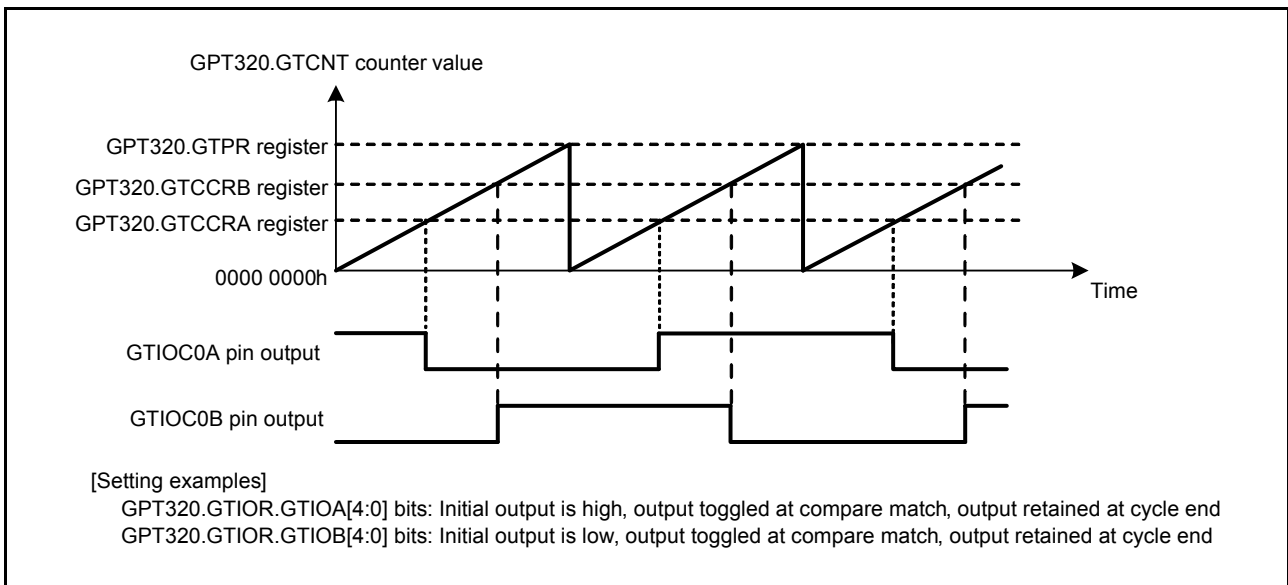 GPT320.GTCNT counter value
GPT320.GTPR register
GPT320.GTCCRB register
GPT320.GTCCRA register
0000 0000h
Time
GTIOC0A pin output
GTIOC0B pin output
[Setting examples]
GPT320.GTIOR.GTIOA[4:0] bits: Initial output is high, output toggled at compare match, output retained at cycle end
GPT320.GTIOR.GTIOB[4:0] bits: Initial output is low, output toggled at compare match, output retained at cycle end